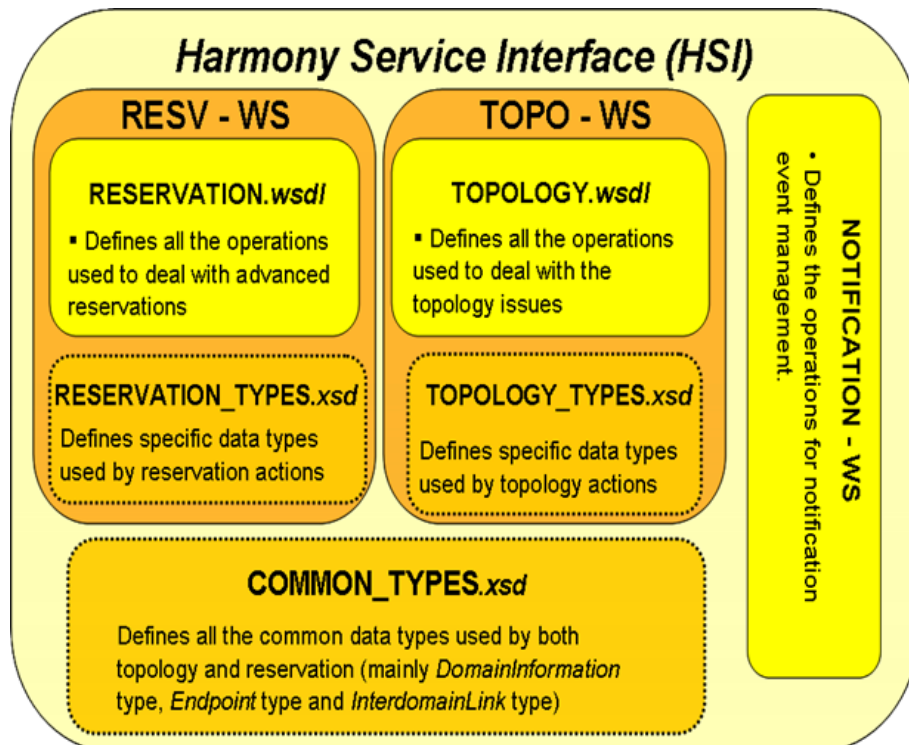 Harmony Service Interface (HSI)
RESV - WS
RESERVATION.wsdl
▪ Defines all the operations
used to deal with advanced
reservations
RESERVATION_TYPES.xsd
Defines specific data types
used by reservation actions
TOPO - WS
TOPOLOGY.wsdl
▪ Defines all the operations
used to deal with the
topology issues
TOPOLOGY_TYPES.xsd
Defines specific data types
used by topology actions
NOTIFICATION - WS
• Defines the operations for notification
event management.
COMMON_TYPES.xsd
Defines all the common data types used by both
topology and reservation (mainly DomainInformation
type, Endpoint type and InterdomainLink type)